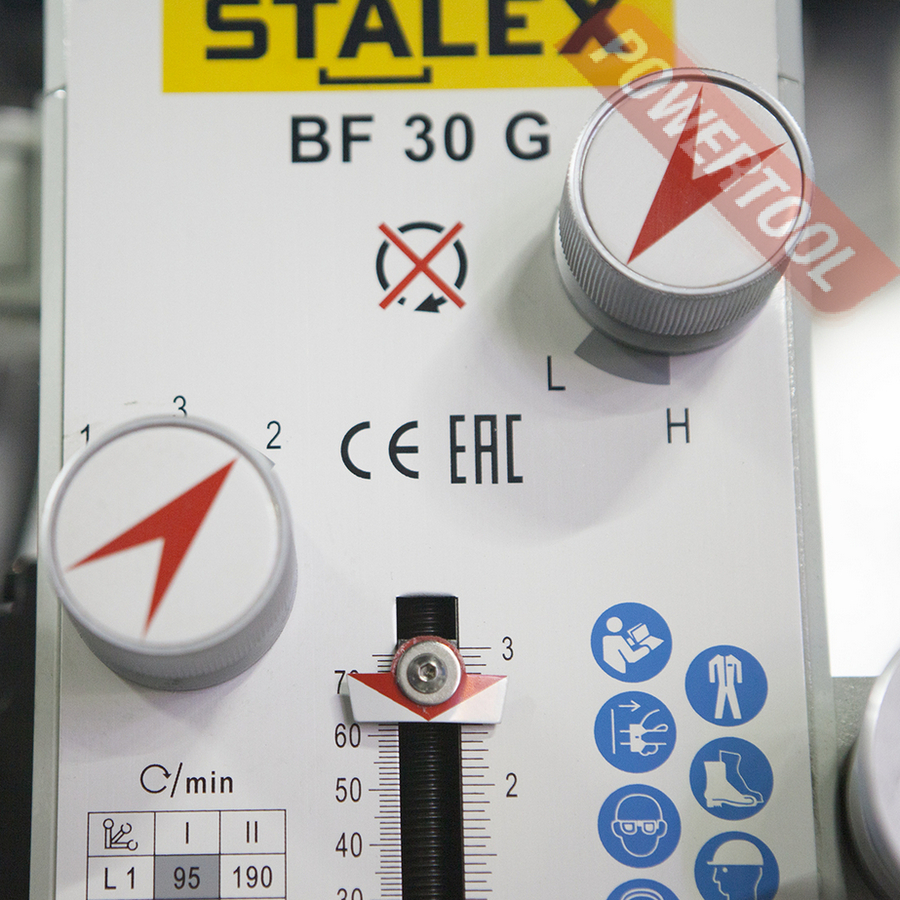 STALEX
POWERTOOL
BF 30 G
L
H
1 3 2
CE EAC
3
60
50 2
40
30
/min
I II
L 1 95 190